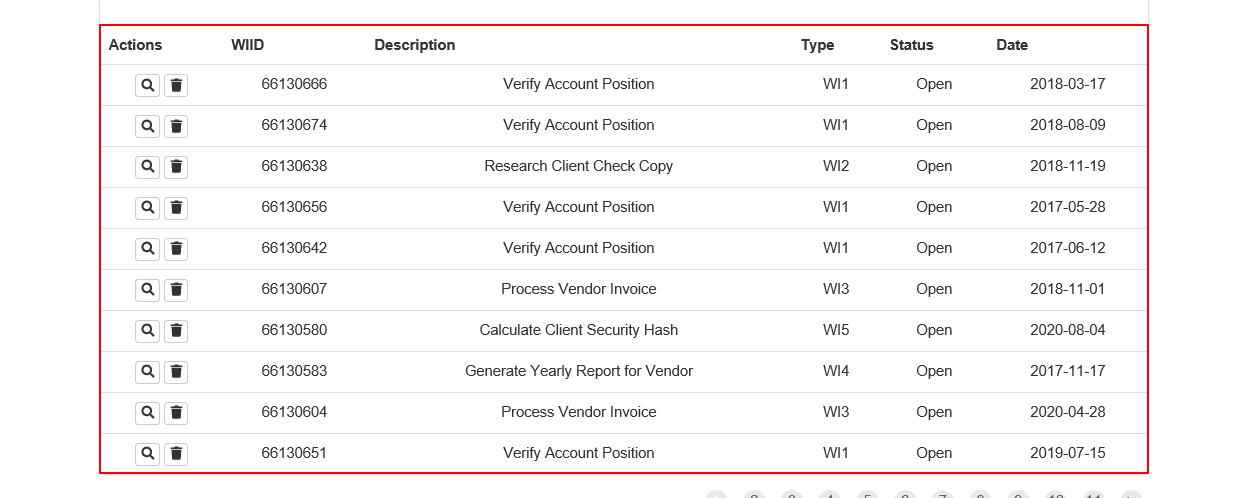 Actions WIID Description Type Status Date
66130666 Verify Account Position WI1 Open 2018-03-17
66130674 Verify Account Position WI1 Open 2018-08-09
66130638 Research Client Check Copy WI2 Open 2018-11-19
66130656 Verify Account Position WI1 Open 2017-05-28
66130642 Verify Account Position WI1 Open 2017-06-12
66130607 Process Vendor Invoice WI3 Open 2018-11-01
66130580 Calculate Client Security Hash WI5 Open 2020-08-04
66130583 Generate Yearly Report for Vendor WI4 Open 2017-11-17
66130604 Process Vendor Invoice WI3 Open 2020-04-28
66130651 Verify Account Position WI1 Open 2019-07-15